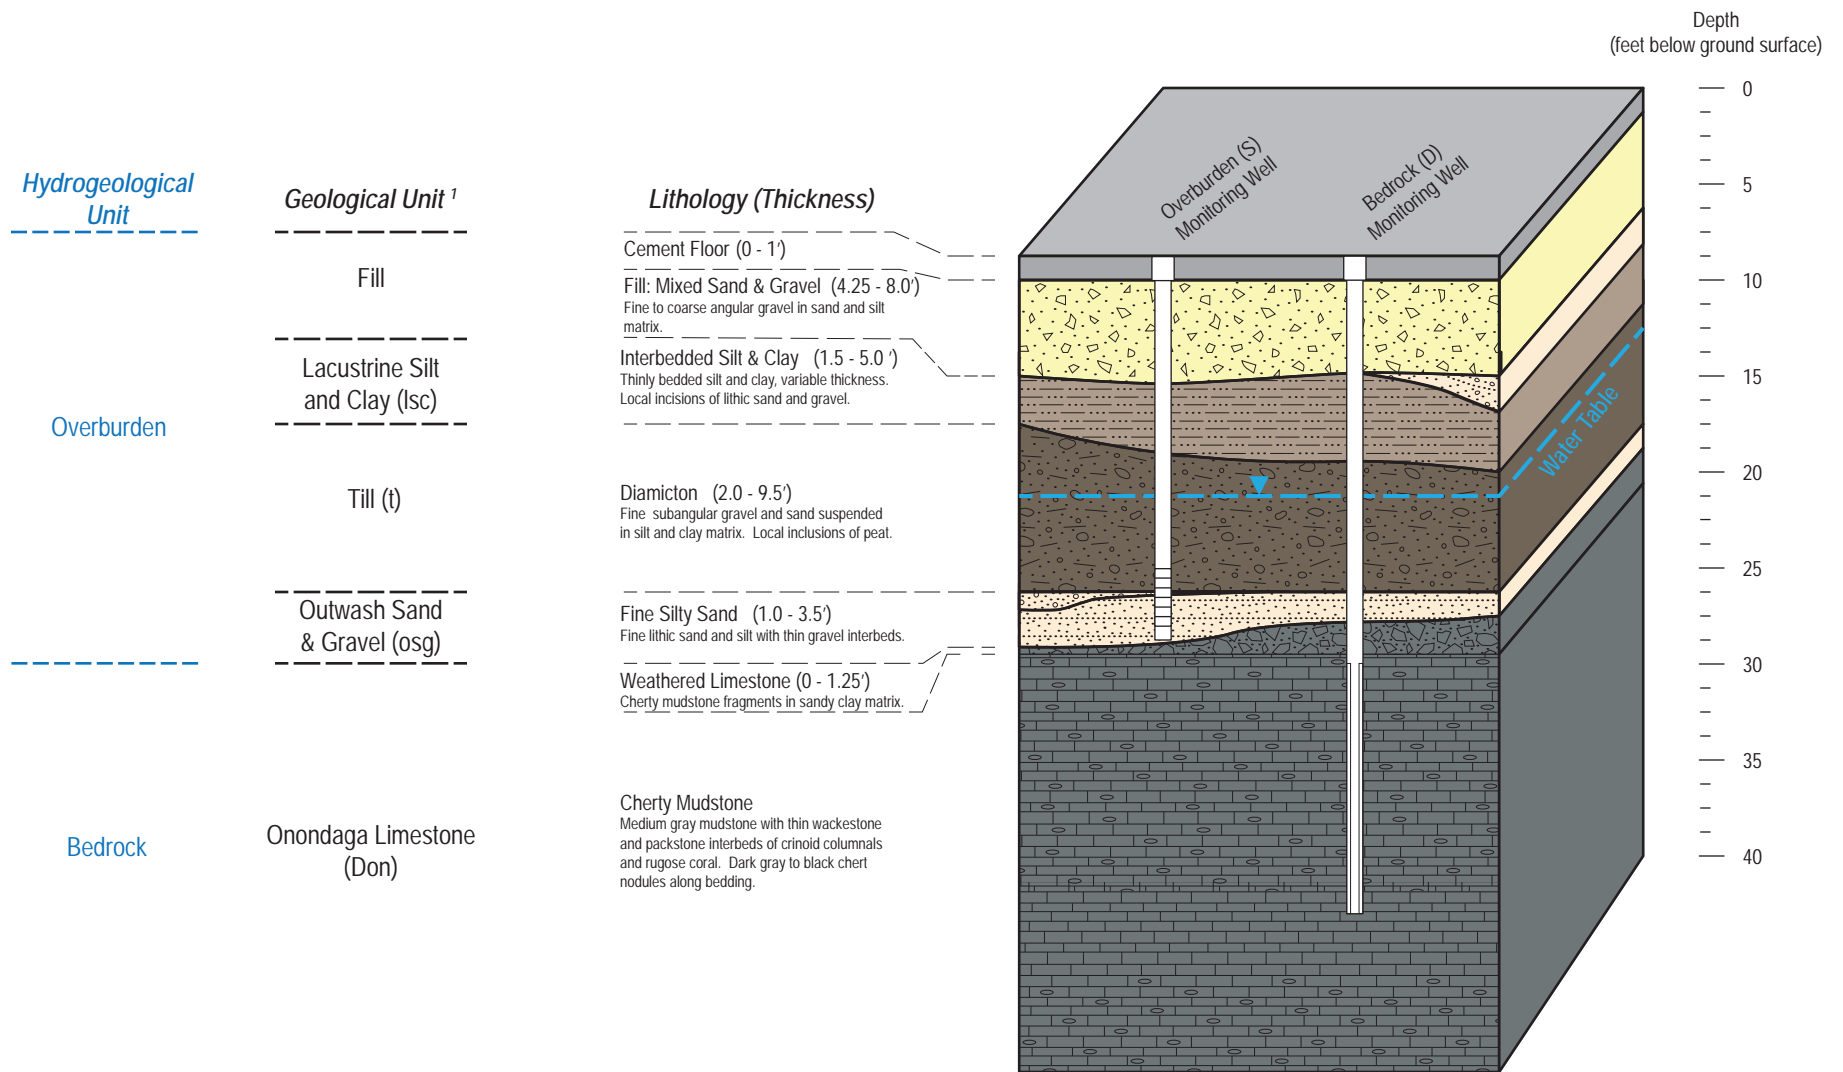 Depth
(feet below ground surface)
0
5
10
15
20
25
30
35
40
Hydrogeological
Unit
Overburden
Bedrock
Geological Unit 1
Fill
Lacustrine Silt
and Clay (lsc)
Till (t)
Outwash Sand
& Gravel (osg)
Onondaga Limestone
(Don)
Lithology (Thickness)
Cement Floor (0 - 1')
Fill: Mixed Sand & Gravel (4.25 - 8.0')
Fine to coarse angular gravel in sand and silt
matrix.
Interbedded Silt & Clay (1.5 - 5.0 ')
Thinly bedded silt and clay, variable thickness.
Local incisions of lithic sand and gravel.
Diamicton (2.0 - 9.5')
Fine subangular gravel and sand suspended
in silt and clay matrix. Local inclusions of peat.
Fine Silty Sand (1.0 - 3.5')
Fine lithic sand and silt with thin gravel interbeds.
Weathered Limestone (0 - 1.25')
Cherty mudstone fragments in sandy clay matrix.
Cherty Mudstone
Medium gray mudstone with thin wackestone
and packstone interbeds of crinoid columnals
and rugose coral. Dark gray to black chert
nodules along bedding.
Overburden (S)
Monitoring Well
Bedrock (D)
Monitoring Well
Water Table